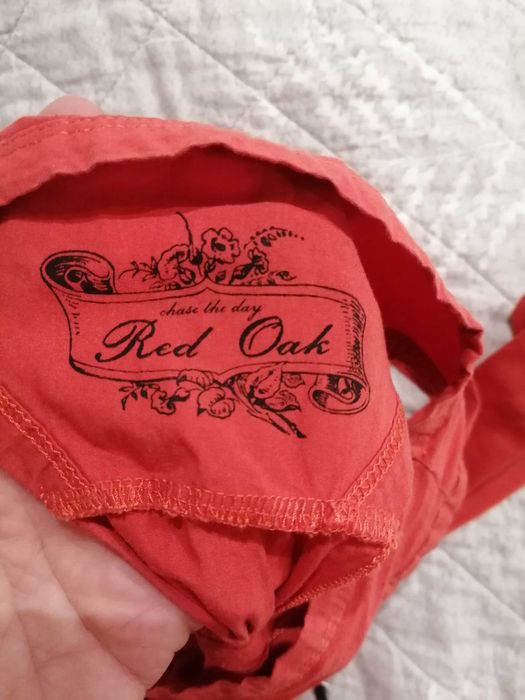 chase the day
Red Oak